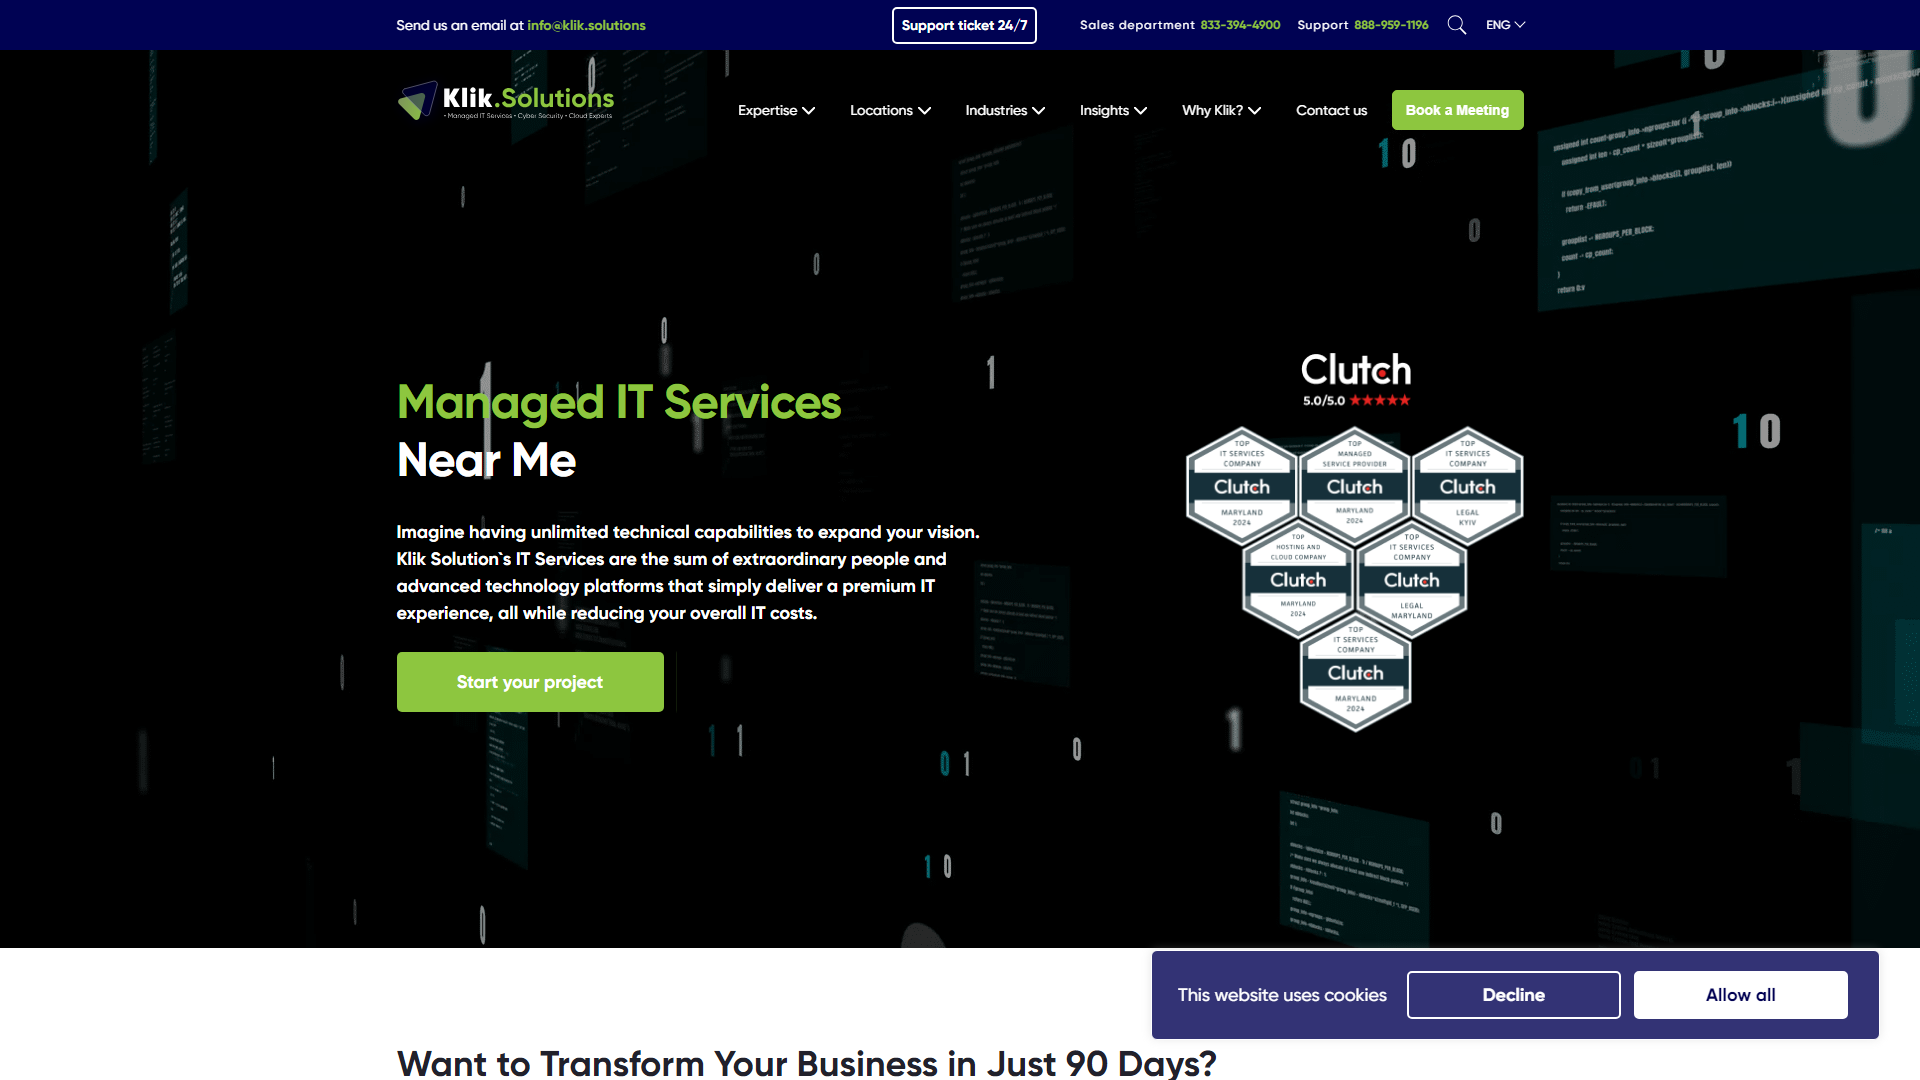 Send us an email at info@klik.solutions
Support ticket 24/7
Sales department 833-394-4900
Support 888-959-1196
ENG
Klik.Solutions
• Managed IT Services • Cyber Security • Cloud Experts
Expertise
Locations
Industries
Insights
Why Klik?
Contact us
Book a Meeting
Managed IT Services
Near Me
Imagine having unlimited technical capabilities to expand your vision.
Klik Solution`s IT Services are the sum of extraordinary people and
advanced technology platforms that simply deliver a premium IT
experience, all while reducing your overall IT costs.
Start your project
Clutch
5.0/5.0 ★★★★★
TOP
IT SERVICES
COMPANY
Clutch
MARYLAND
2024
TOP
MANAGED
SERVICE PROVIDER
Clutch
MARYLAND
2024
TOP
IT SERVICES
COMPANY
Clutch
LEGAL
KYIV
TOP
HOSTING AND
CLOUD COMPANY
Clutch
MARYLAND
2024
TOP
IT SERVICES
COMPANY
Clutch
LEGAL
MARYLAND
TOP
IT SERVICES
COMPANY
Clutch
MARYLAND
2024
This website uses cookies
Decline
Allow all
Want to Transform Your Business in Just 90 Days?